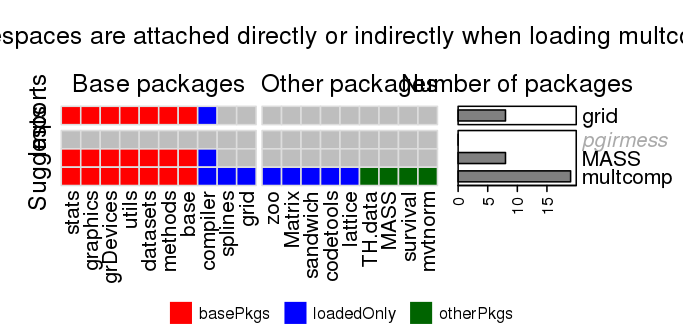 espaces are attached directly or indirectly when loading multco
Base packages
Other packages
Number of packages
Suggests
grid
pgirmess
MASS
multcomp
stats
graphics
grDevices
utils
datasets
methods
base
compiler
splines
grid
zoo
Matrix
sandwich
codetools
lattice
TH.data
MASS
survival
mvtnorm
0
5
10
15
basePkgs
loadedOnly
otherPkgs